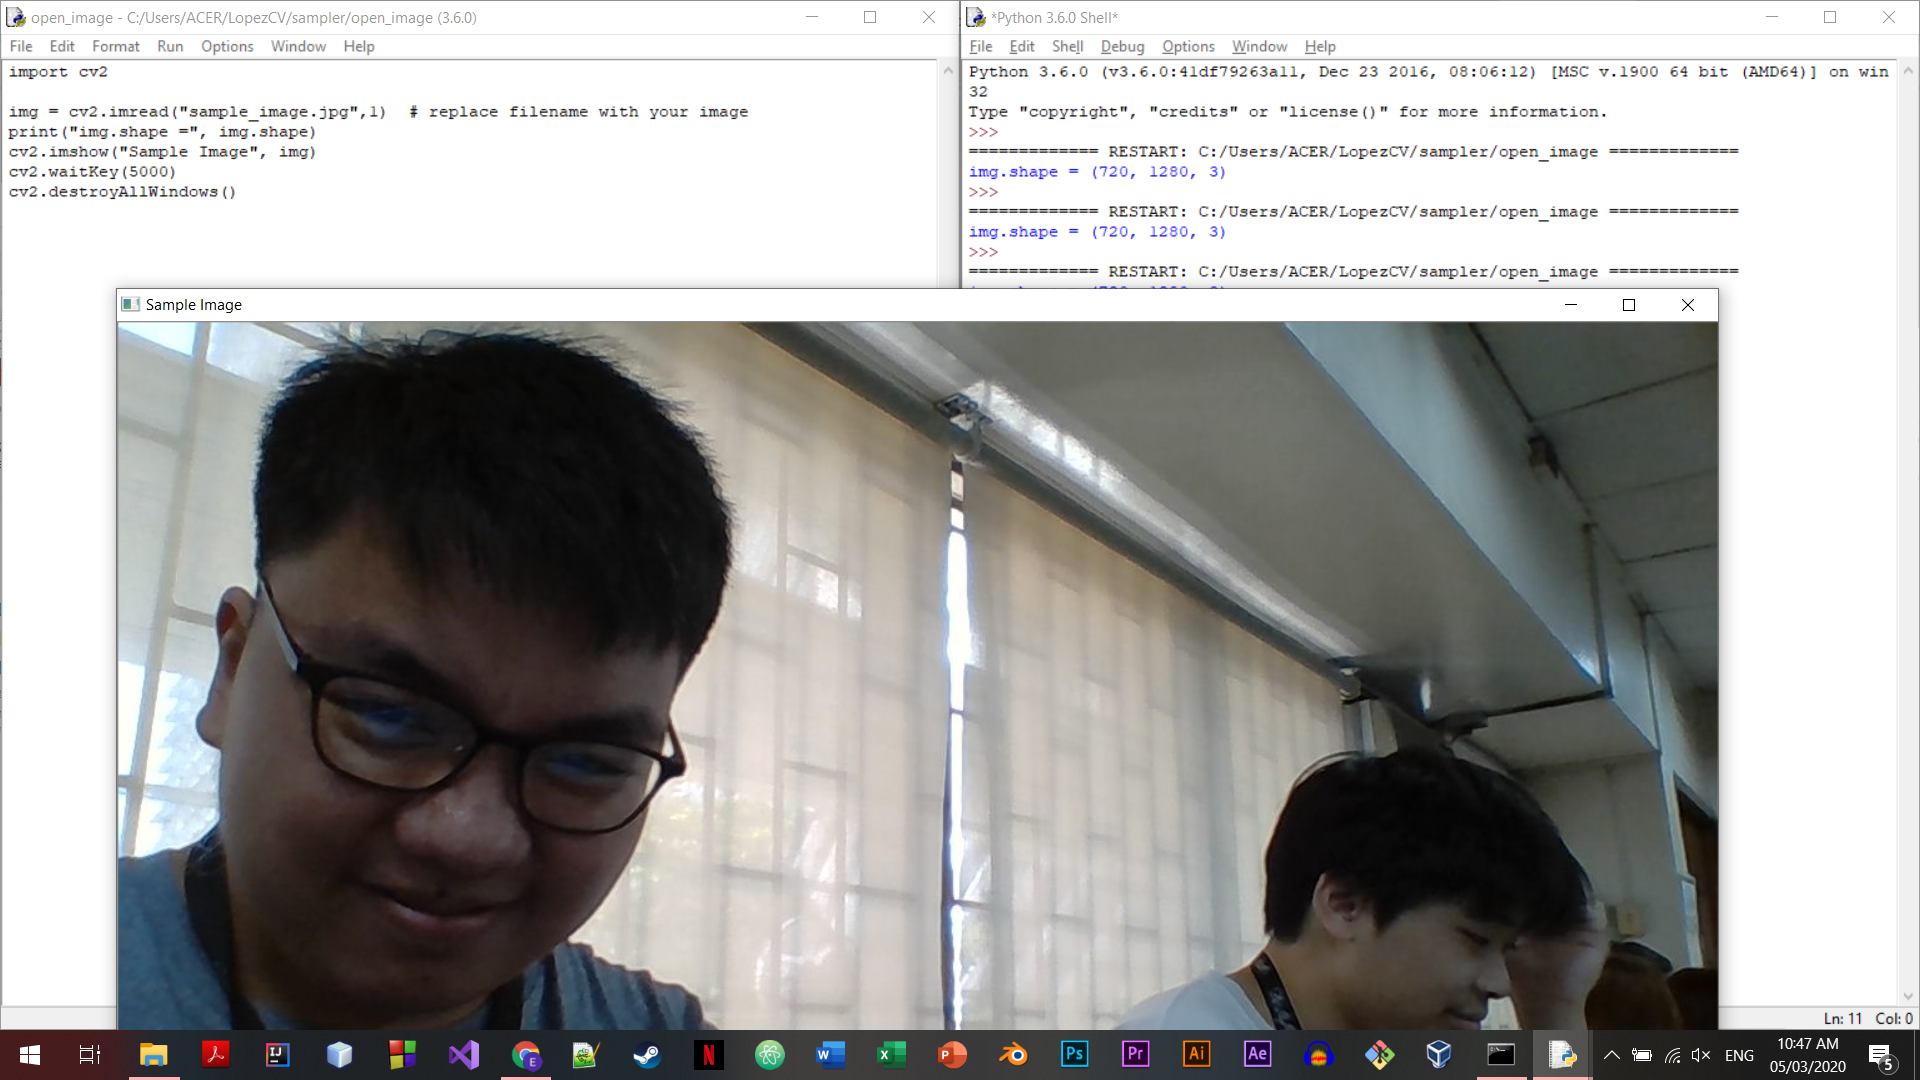 open_image - C:/Users/ACER/LopezCV/sampler/open_image (3.6.0)
File Edit Format Run Options Window Help
import cv2
img = cv2.imread("sample_image.jpg",1)  # replace filename with your image
print("img.shape =", img.shape)
cv2.imshow("Sample Image", img)
cv2.waitKey(5000)
cv2.destroyAllWindows()
*Python 3.6.0 Shell*
File Edit Shell Debug Options Window Help
Python 3.6.0 (v3.6.0:41df79263a11, Dec 23 2016, 08:06:12) [MSC v.1900 64 bit (AMD64)] on win
32
Type "copyright", "credits" or "license()" for more information.
>>>
============= RESTART: C:/Users/ACER/LopezCV/sampler/open_image =============
img.shape = (720, 1280, 3)
>>>
============= RESTART: C:/Users/ACER/LopezCV/sampler/open_image =============
img.shape = (720, 1280, 3)
>>>
============= RESTART: C:/Users/ACER/LopezCV/sampler/open_image =============
Sample Image
Ln: 11 Col: 0
ENG
10:47 AM
05/03/2020
5